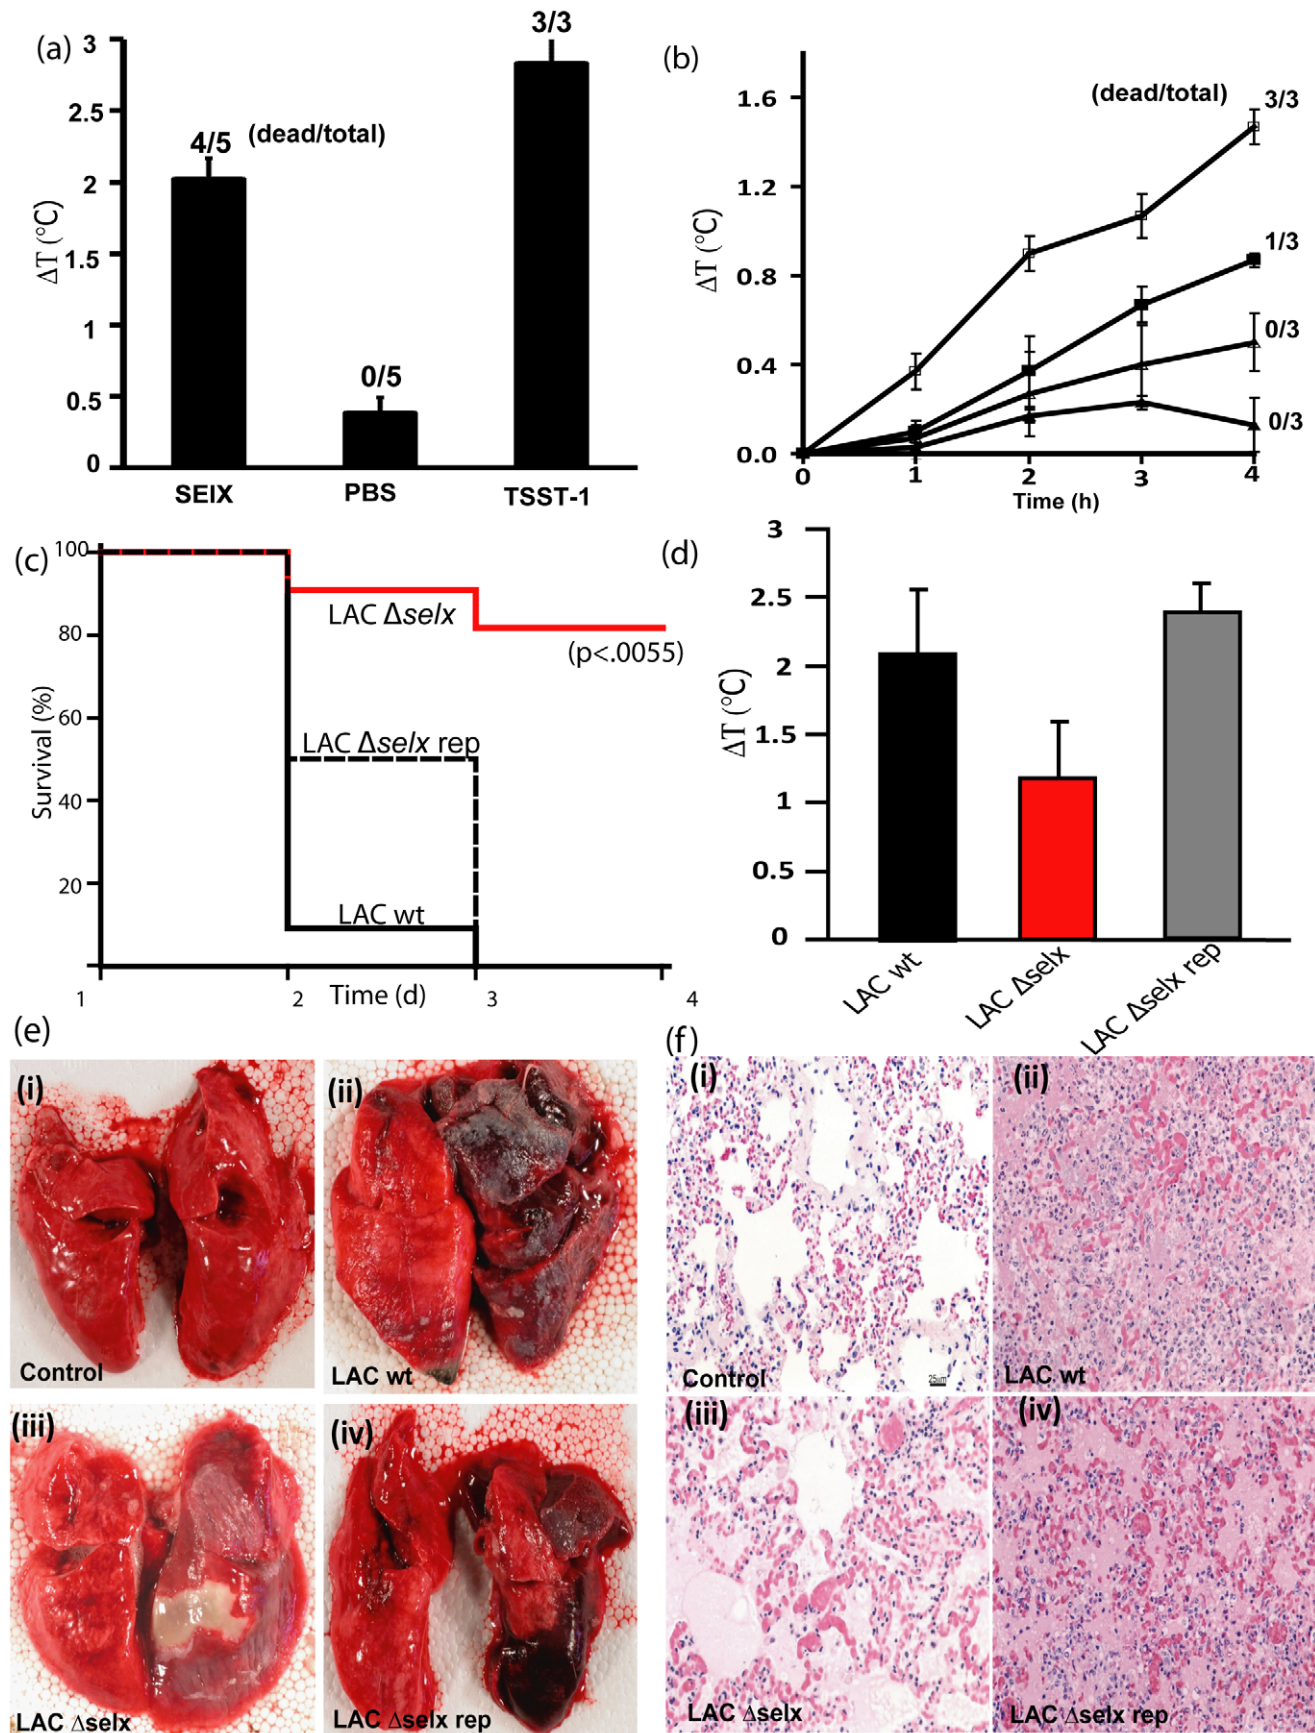 (a)
3
2.5
2
1.5
1
0.5
0
ΔT (°C)
4/5
(dead/total)
0/5
3/3
SElX
PBS
TSST-1
(b)
1.6
1.2
0.8
0.4
0.0
ΔT (°C)
(dead/total)
3/3
1/3
0/3
0/3
0
1
2
3
4
Time (h)
(c)
100
80
60
40
20
Survival (%)
LAC Δselx
(p<.0055)
LAC Δselx rep
LAC wt
1
2
3
4
Time (d)
(d)
3
2.5
2
1.5
1
0.5
0
ΔT (°C)
LAC wt
LAC Δselx
LAC Δselx rep
(e)
(i)
Control
(ii)
LAC wt
(iii)
LAC Δselx
(iv)
LAC Δselx rep
(f)
(i)
Control
25um
(ii)
LAC wt
(iii)
LAC Δselx
(iv)
LAC Δselx rep